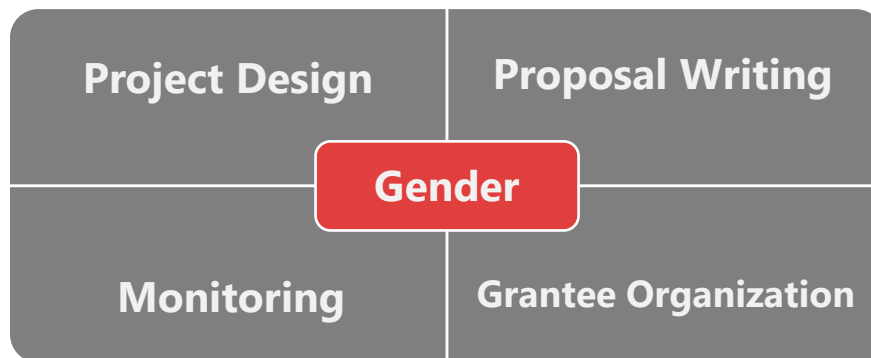 Project Design
Proposal Writing
Gender
Monitoring
Grantee Organization